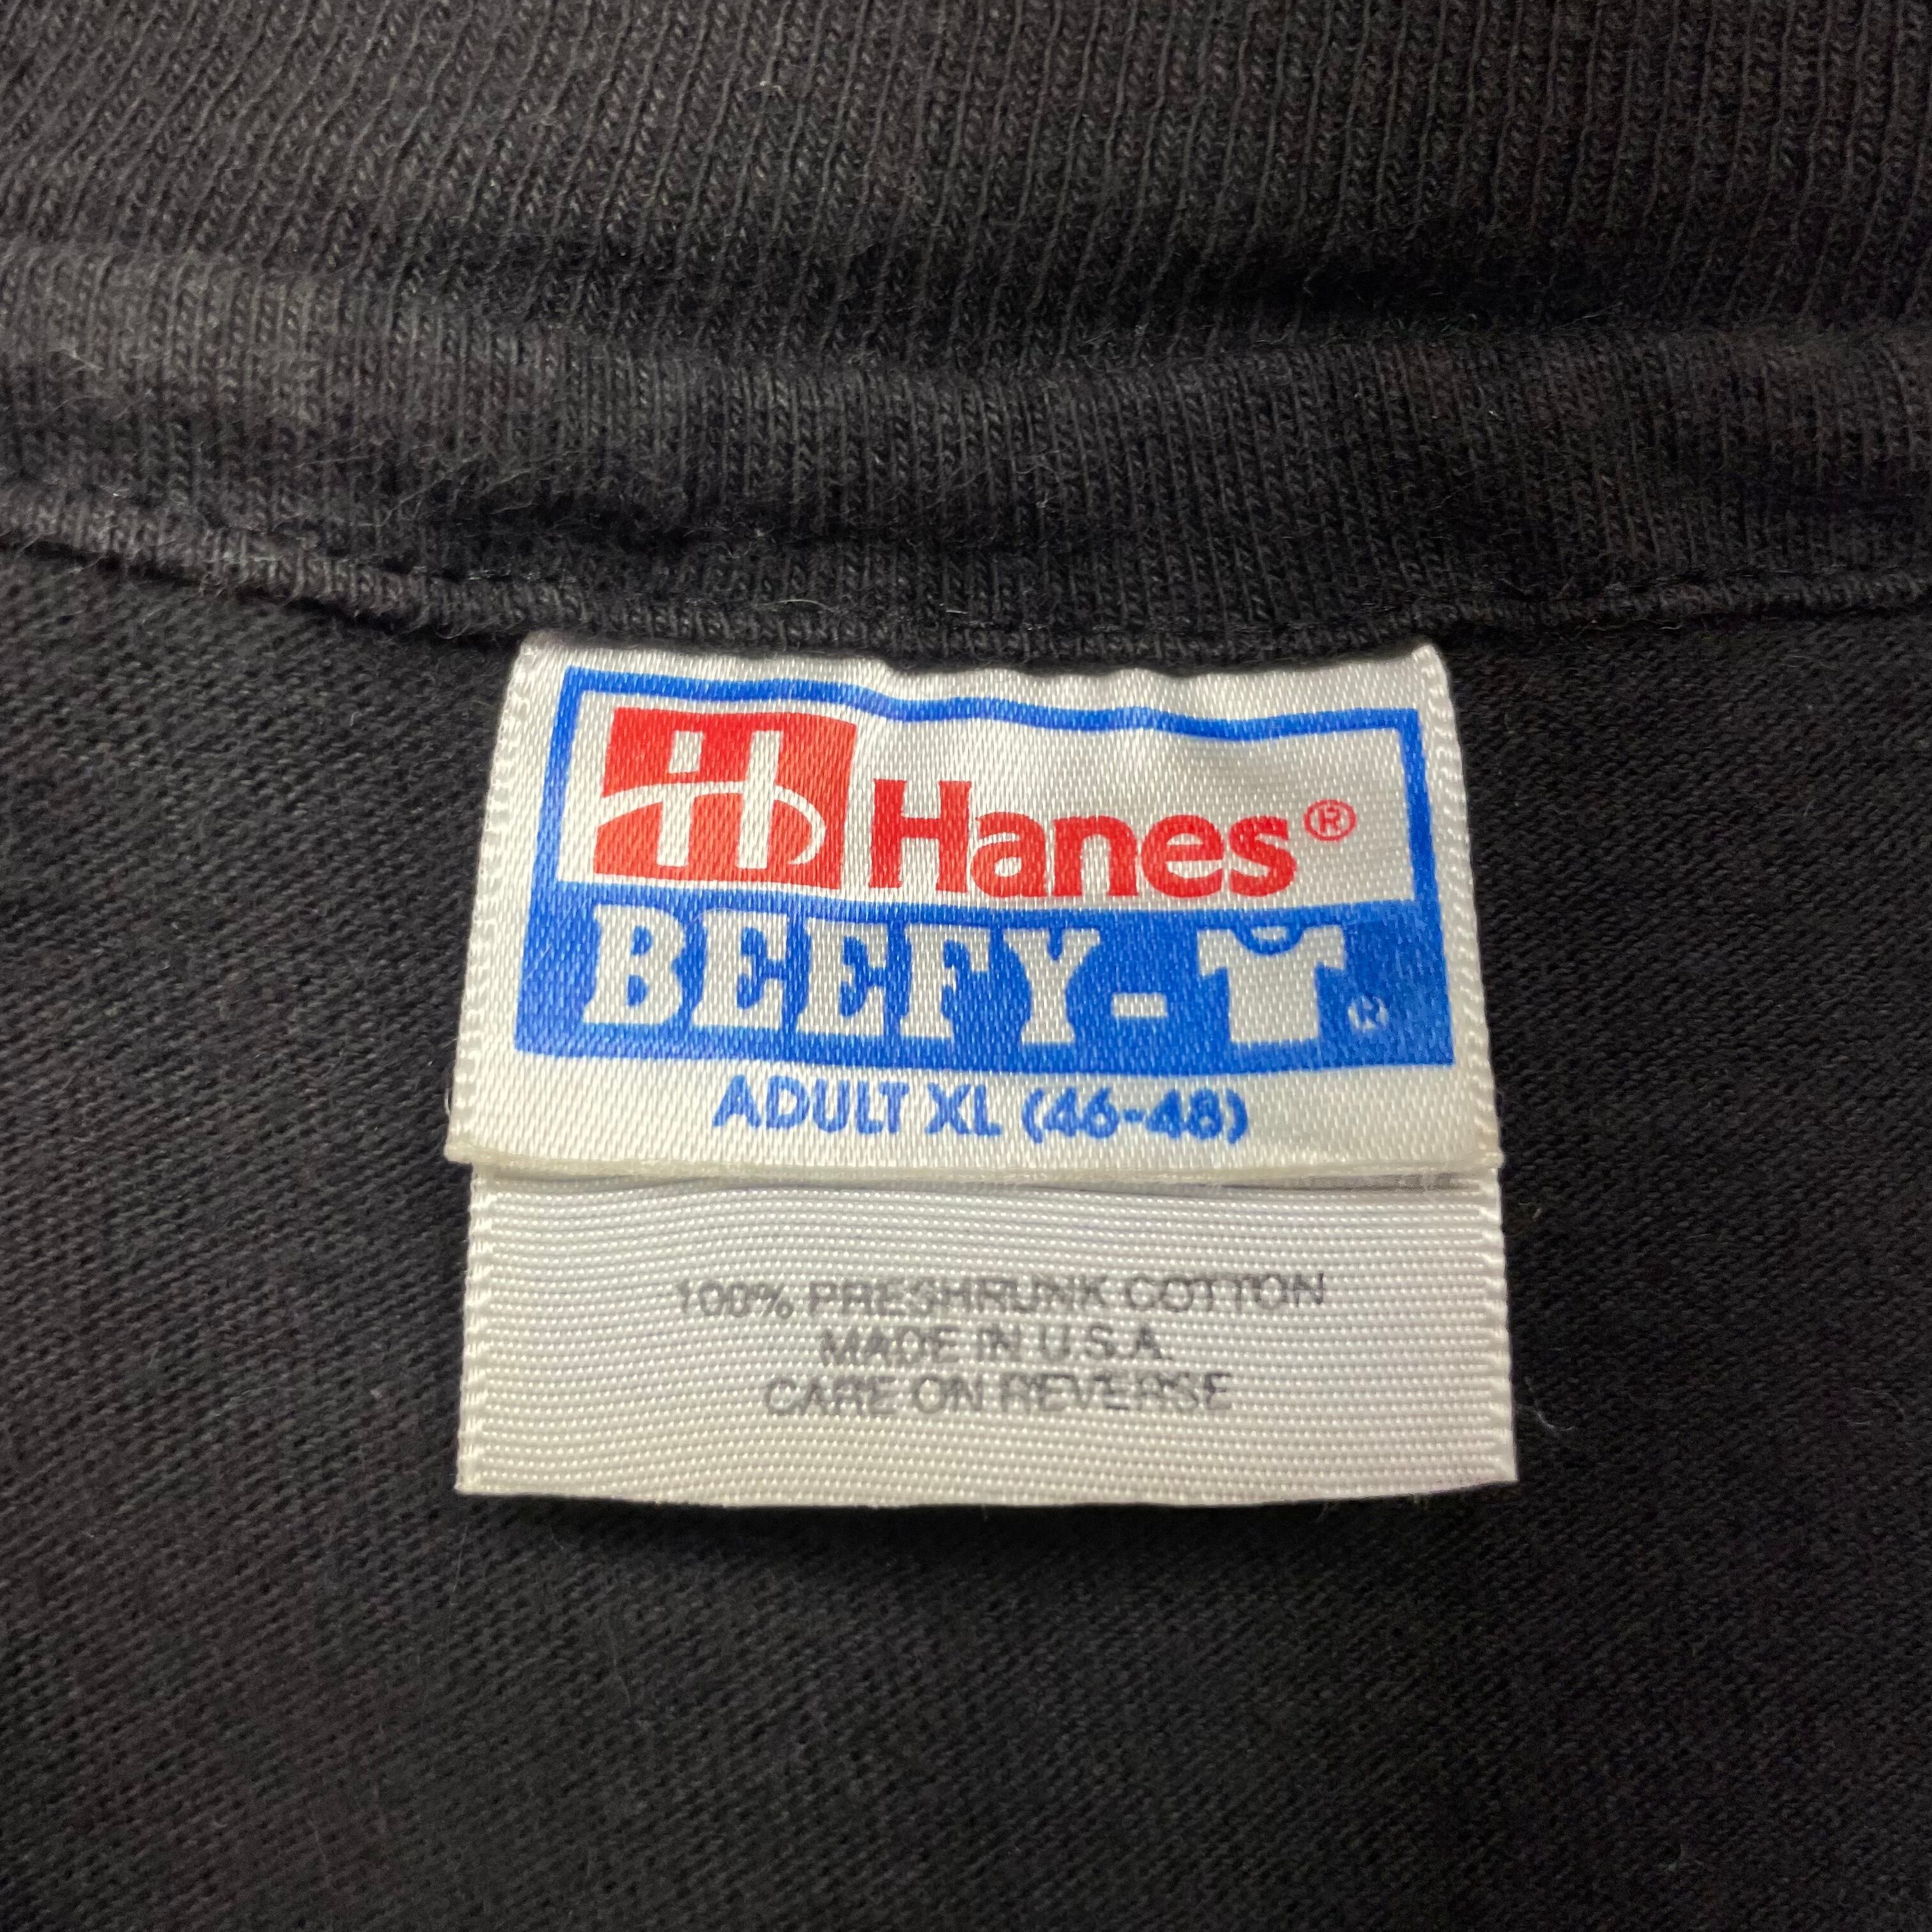 Hanes®
BEEFY-T®
ADULT XL (46-48)
100% PRESHRUNK COTTON
MADE IN U.S.A.
CARE ON REVERSE